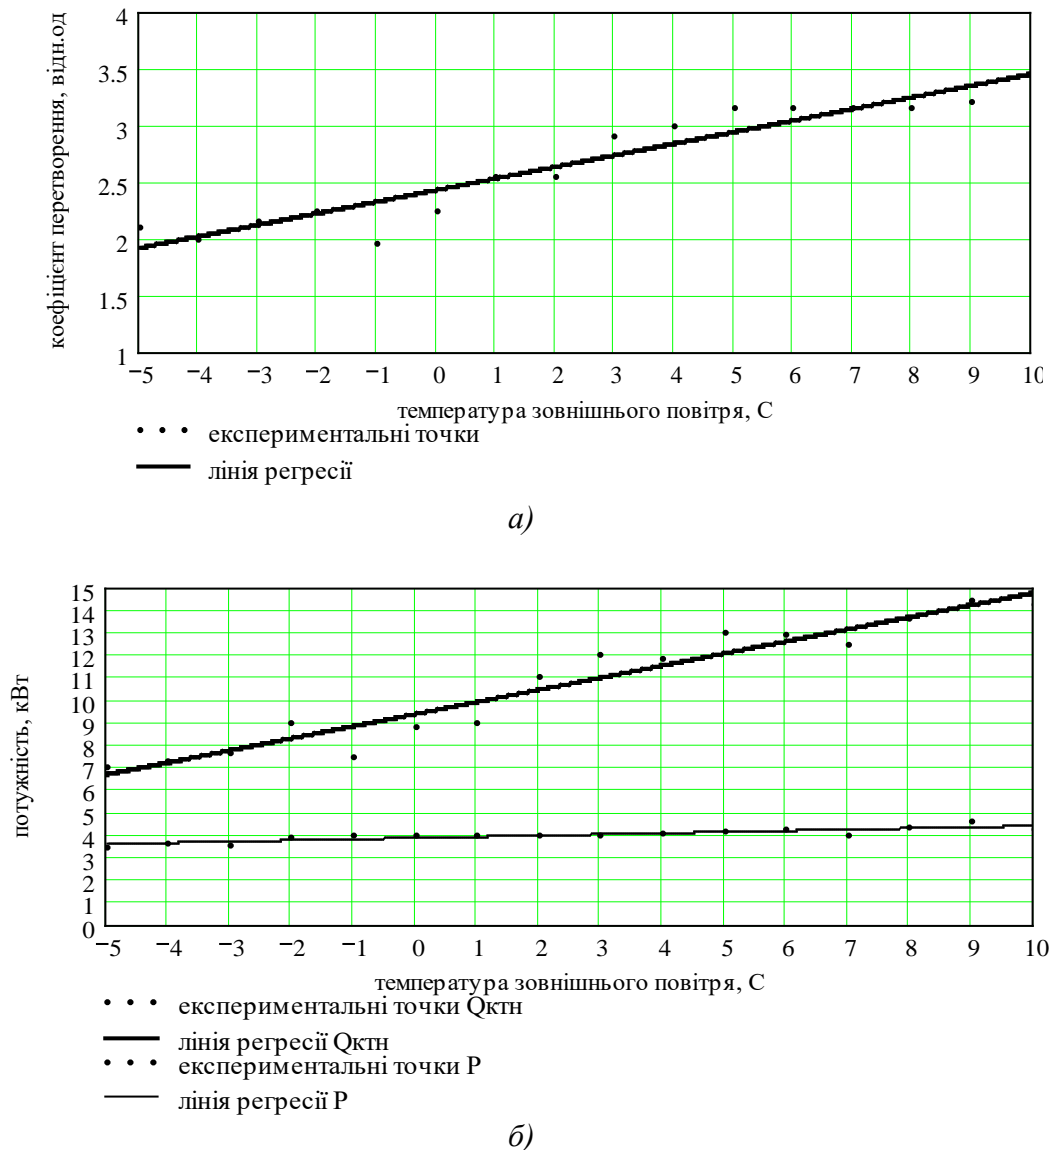 коефіцієнт перетворення, відн.од
4
3.5
3
2.5
2
1.5
1
−5 −4 −3 −2 −1 0 1 2 3 4 5 6 7 8 9 10
температура зовнішнього повітря, С
експериментальні точки
лінія регресії
а)
потужність, кВт
15
14
13
12
11
10
9
8
7
6
5
4
3
2
1
0
−5 −4 −3 −2 −1 0 1 2 3 4 5 6 7 8 9 10
температура зовнішнього повітря, С
експериментальні точки Qктн
лінія регресії Qктн
експериментальні точки Р
лінія регресії Р
б)